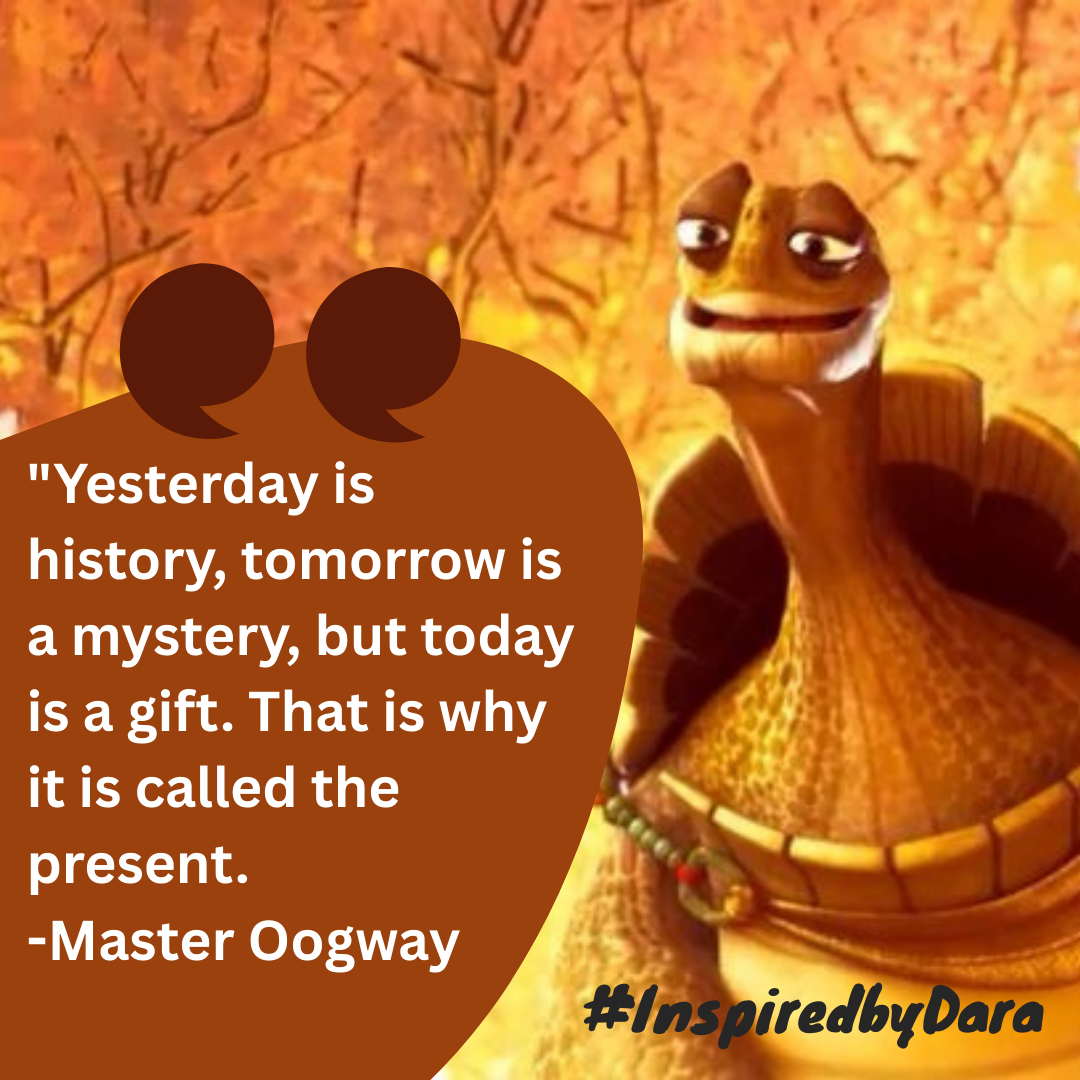 "Yesterday is
history, tomorrow is
a mystery, but today
is a gift. That is why
it is called the
present.
-Master Oogway
#InspiredbyDara